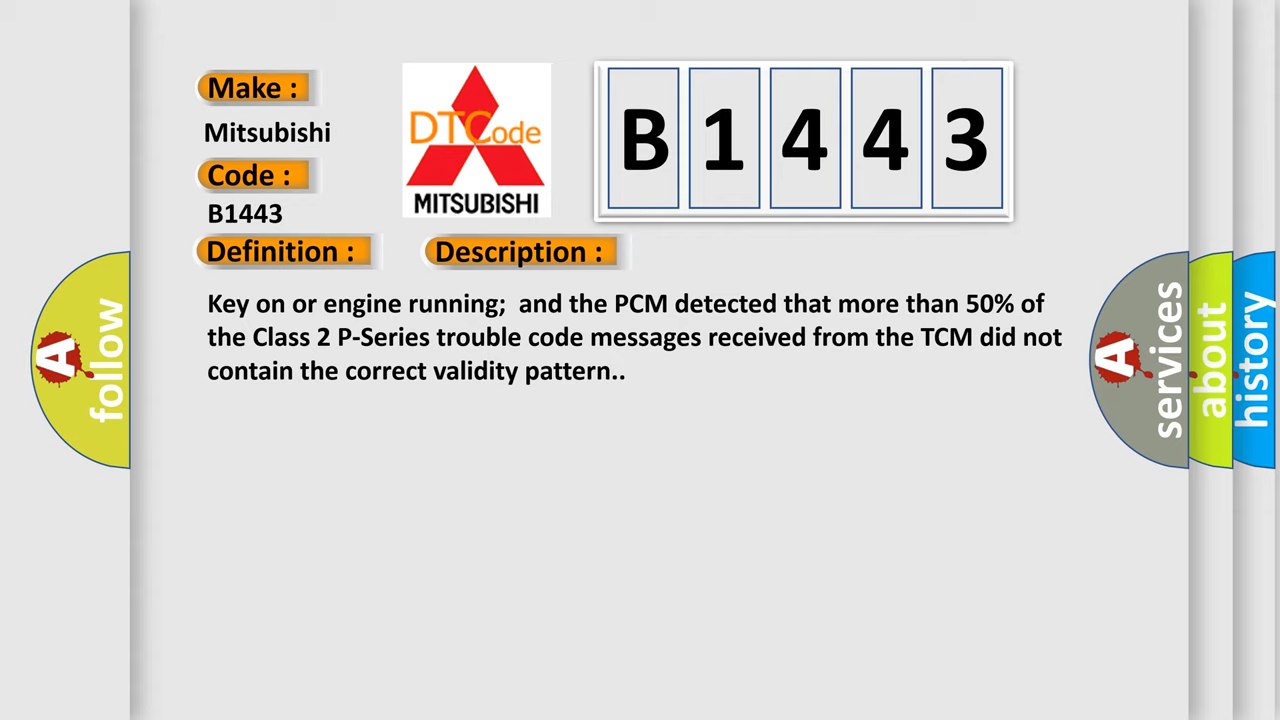 Make :
Mitsubishi
Code :
B1443
Definition :
Description :
DTCode
MITSUBISHI
B 1 4 4 3
Key on or engine running;  and the PCM detected that more than 50% of
the Class 2 P-Series trouble code messages received from the TCM did not
contain the correct validity pattern..
A follow
A services
about
history